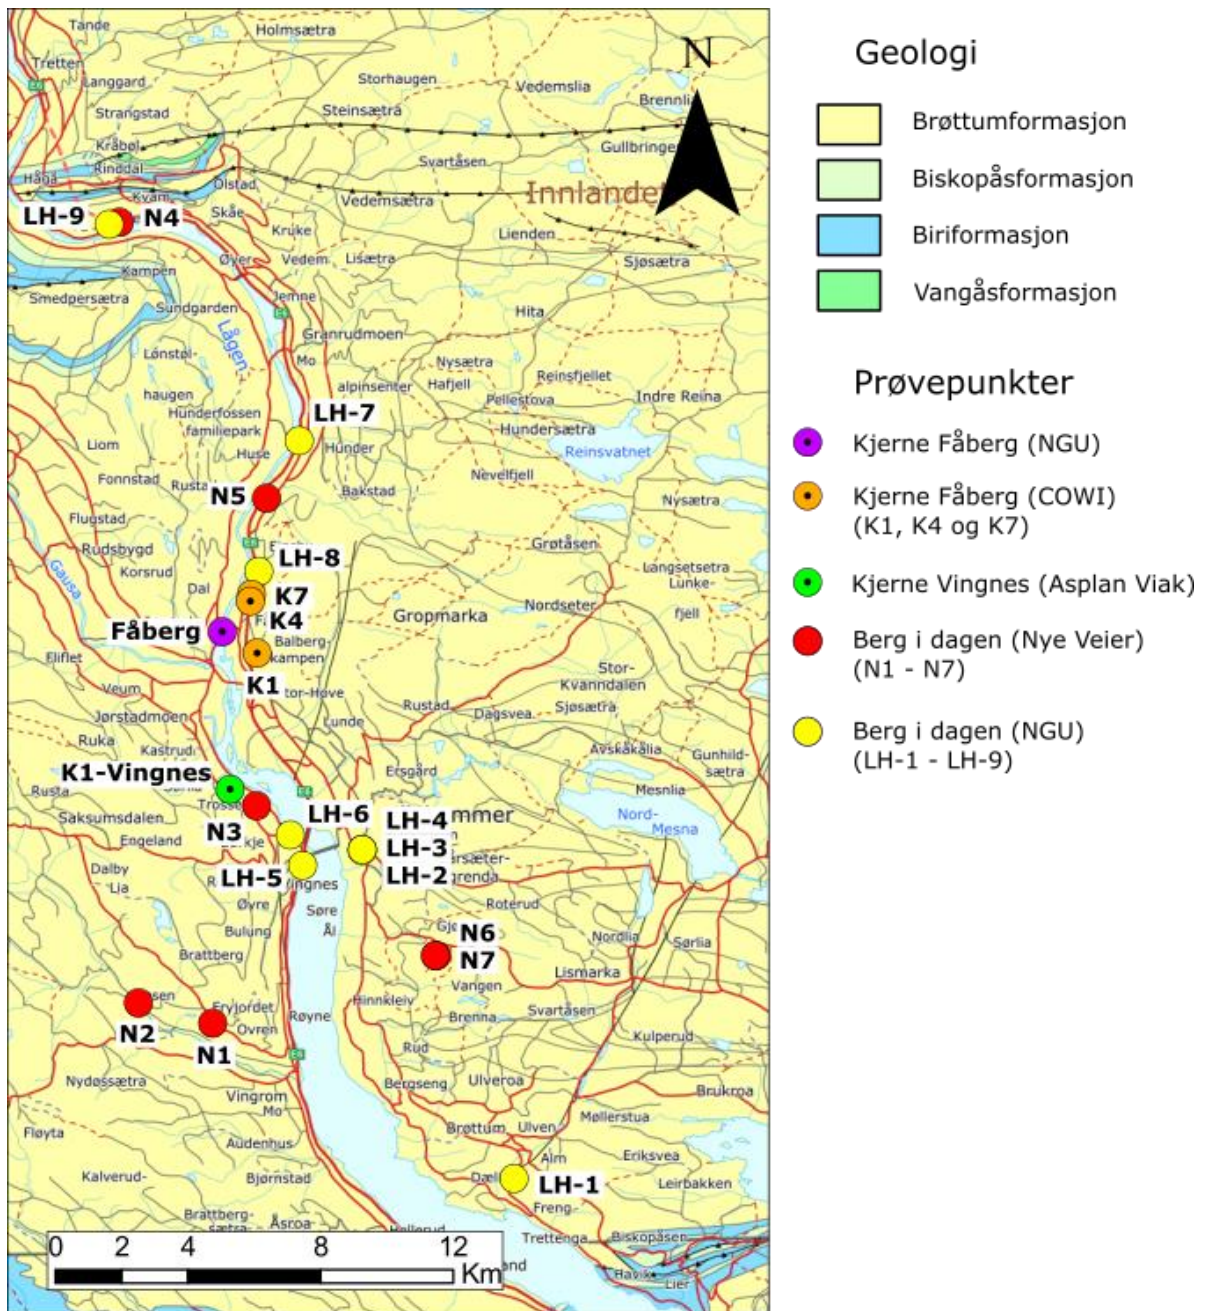 Tande
Holmsætra
Tretten
Langgard
Storhaugen
Vedemslia
Brennli
Strangstad
Steinsætra
Kråbøl
Rinddal
Svartåsen
Gullbringer
Hågå
Kvam
Olstad
Innlandet
LH-9
N4
Skåe
Vedemsætra
Kruke
Lienden
Øyer
Vedem
Lisætra
Sjøsætra
Kampen
Smedpersætra
Sundgarden
Jemne
Hita
Lågen
Granrudmoen
Lónstøl-
haugen
Mo
Nysætra
Reinsfjellet
alpinsenter
Hafjell
Pellestova
Indre Reina
Hunderfossen
familiepark
LH-7
Hundersætra
Liom
Huse
Hunder
Reinsvatnet
Fonnstad
Rusta
N5
Bakstad
Nevelfjell
Nysætra
Flugstad
Rudsbygd
Grøtåsen
Korsrud
LH-8
Langsetsetra
Lunke-
fjell
Gausa
Dal
K7
Nordseter
K4
Gropmarka
Fåberg
Balberg-
kampen
Stor-
Kvanndalen
Veum
K1
tor-Hove
Rustad
Dagsvea
Sjøsætra
Jørstadmoen
Lunde
Ruka
Kastrud
Avskåkålia
Gunhild-
sætra
K1-Vingnes
Ersgård
Mesnlia
Rusta
Saksumsdalen
LH-6
LH-4
mmer
Nord-
Mesna
Engeland
N3
LH-3
LH-5
LH-2
Dalby
Lia
Vingnes
grenda
Øyre
Søre
Ål
Roterud
Bulung
N6
Nordlia
Sørlia
Brattberg
N7
Lismarka
Vangen
Hinnkleiv
Svartåsen
N2
Ovren
Røyne
Brenna
N1
Rud
Kulperud
Nydøssætra
Bergseng
Ulveroa
Brukroa
Vingrom
Mo
Møllerstua
Fløyta
Brøttum
Ulven
Audenhus
Alm
Eriksvea
Kalverud-
Bjørnstad
Dæl
LH-1
Leirbakken
Freng-
Brattberg-
sætra
Åsroa
Trettenga
Biskopåsen
Havik
Lier
0 2 4 8 12
Km
N
Geologi
Brøttumformasjon
Biskopåsformasjon
Biriformasjon
Vangåsformasjon
Prøvepunkter
Kjerne Fåberg (NGU)
Kjerne Fåberg (COWI)
(K1, K4 og K7)
Kjerne Vingnes (Asplan Viak)
Berg i dagen (Nye Veier)
(N1 - N7)
Berg i dagen (NGU)
(LH-1 - LH-9)